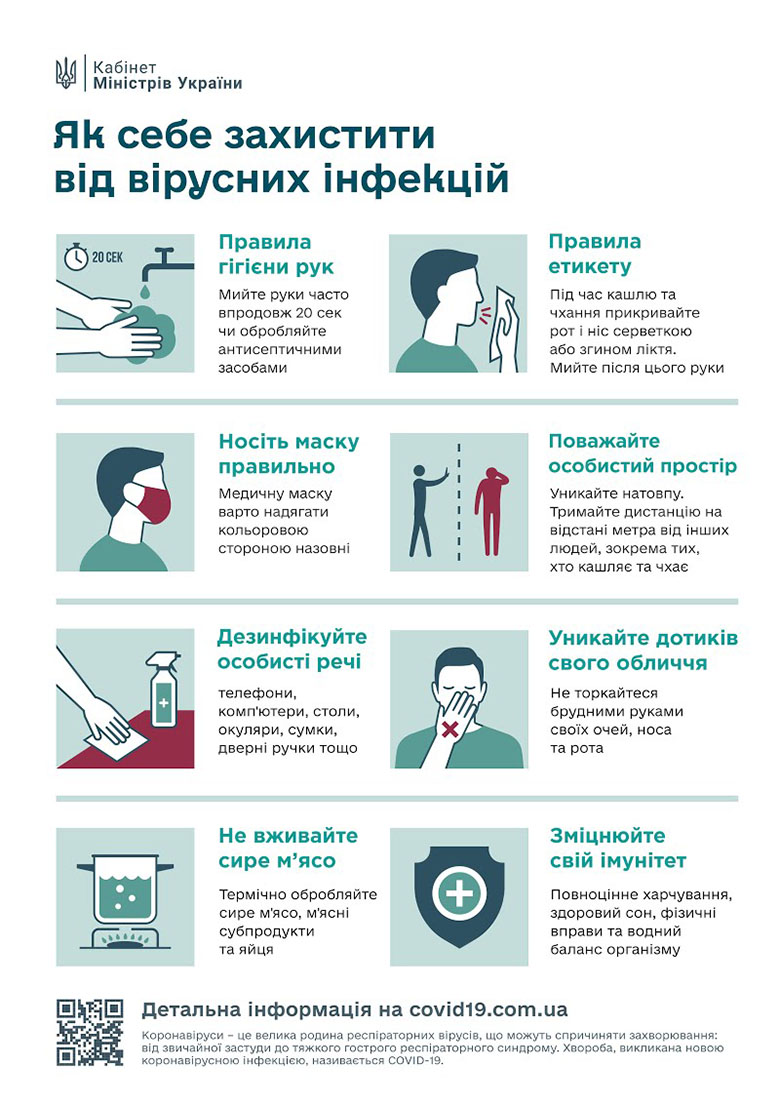 Кабінет
Міністрів України
Як себе захистити
від вірусних інфекцій
20 СЕК
Правила
гігієни рук
Мийте руки часто
впродовж 20 сек
чи обробляйте
антисептичними
засобами
Правила
етикету
Під час кашлю та
чхання прикривайте
рот і ніс серветкою
або згином ліктя.
Мийте після цього руки
Носіть маску
правильно
Медичну маску
варто надягати
кольоровою
стороною назовні
Поважайте
особистий простір
Уникайте натовпу.
Тримайте дистанцію на
відстані метра від інших
людей, зокрема тих,
хто кашляє та чхає
Дезинфікуйте
особисті речі
телефони,
комп'ютери, столи,
окуляри, сумки,
дверні ручки тощо
Уникайте дотиків
свого обличчя
Не торкайтеся
брудними руками
своїх очей, носа
та рота
Не вживайте
сире м’ясо
Термічно обробляйте
сире м'ясо, м'ясні
субпродукти
та яйця
Зміцнюйте
свій імунітет
Повноцінне харчування,
здоровий сон, фізичні
вправи та водний
баланс організму
Детальна інформація на covid19.com.ua
Коронавіруси – це велика родина респіраторних вірусів, що можуть спричиняти захворювання:
від звичайної застуди до тяжкого гострого респіраторного синдрому. Хвороба, викликана новою
коронавірусною інфекцією, називається COVID-19.